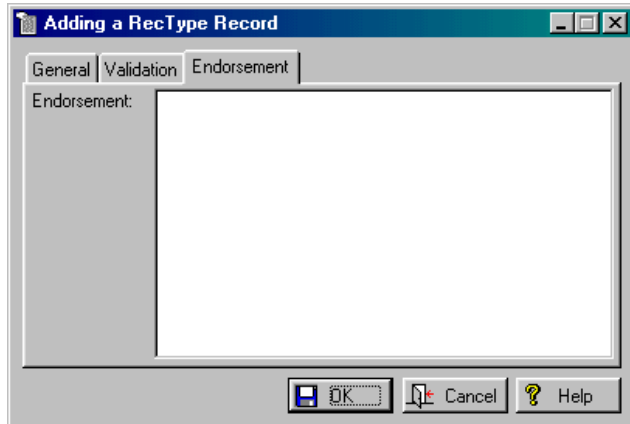 Adding a RecType Record
General Validation Endorsement
Endorsement:
OK Cancel Help